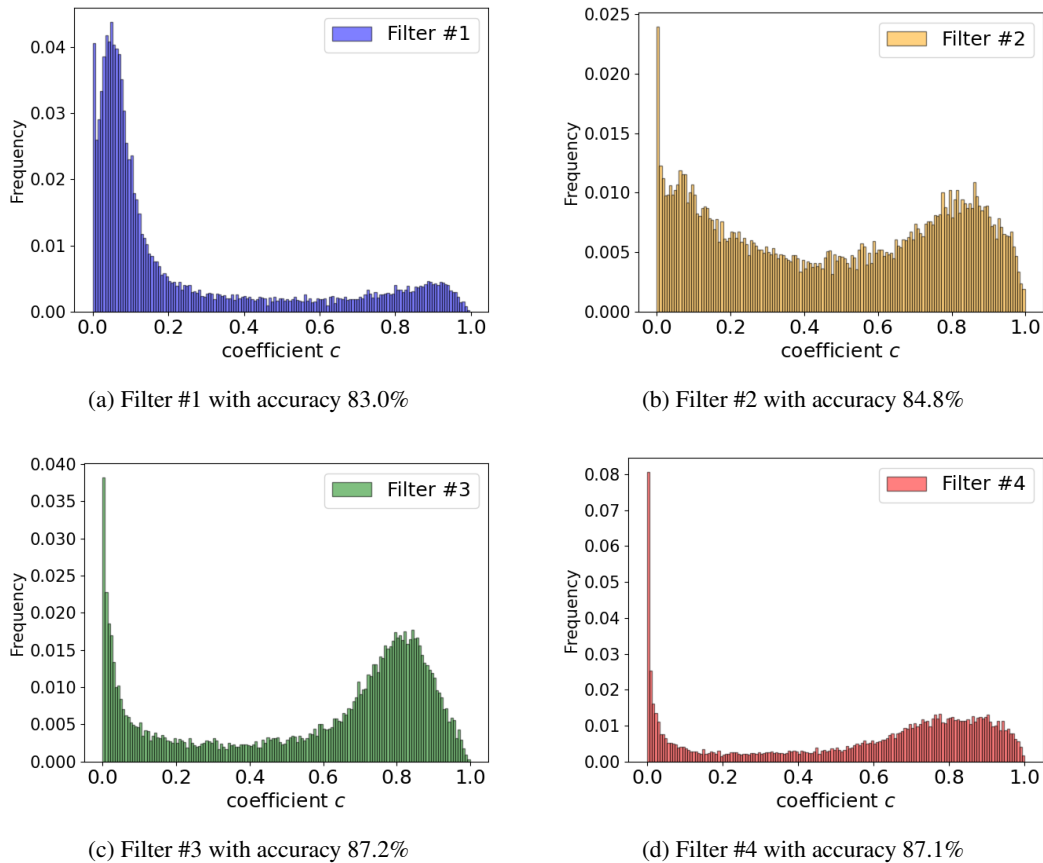 Filter #1
Frequency
0.04
0.03
0.02
0.01
0.00
0.0 0.2 0.4 0.6 0.8 1.0
coefficient c
(a) Filter #1 with accuracy 83.0%
Filter #2
Frequency
0.025
0.020
0.015
0.010
0.005
0.000
0.0 0.2 0.4 0.6 0.8 1.0
coefficient c
(b) Filter #2 with accuracy 84.8%
Filter #3
Frequency
0.040
0.035
0.030
0.025
0.020
0.015
0.010
0.005
0.000
0.0 0.2 0.4 0.6 0.8 1.0
coefficient c
(c) Filter #3 with accuracy 87.2%
Filter #4
Frequency
0.08
0.07
0.06
0.05
0.04
0.03
0.02
0.01
0.00
0.0 0.2 0.4 0.6 0.8 1.0
coefficient c
(d) Filter #4 with accuracy 87.1%